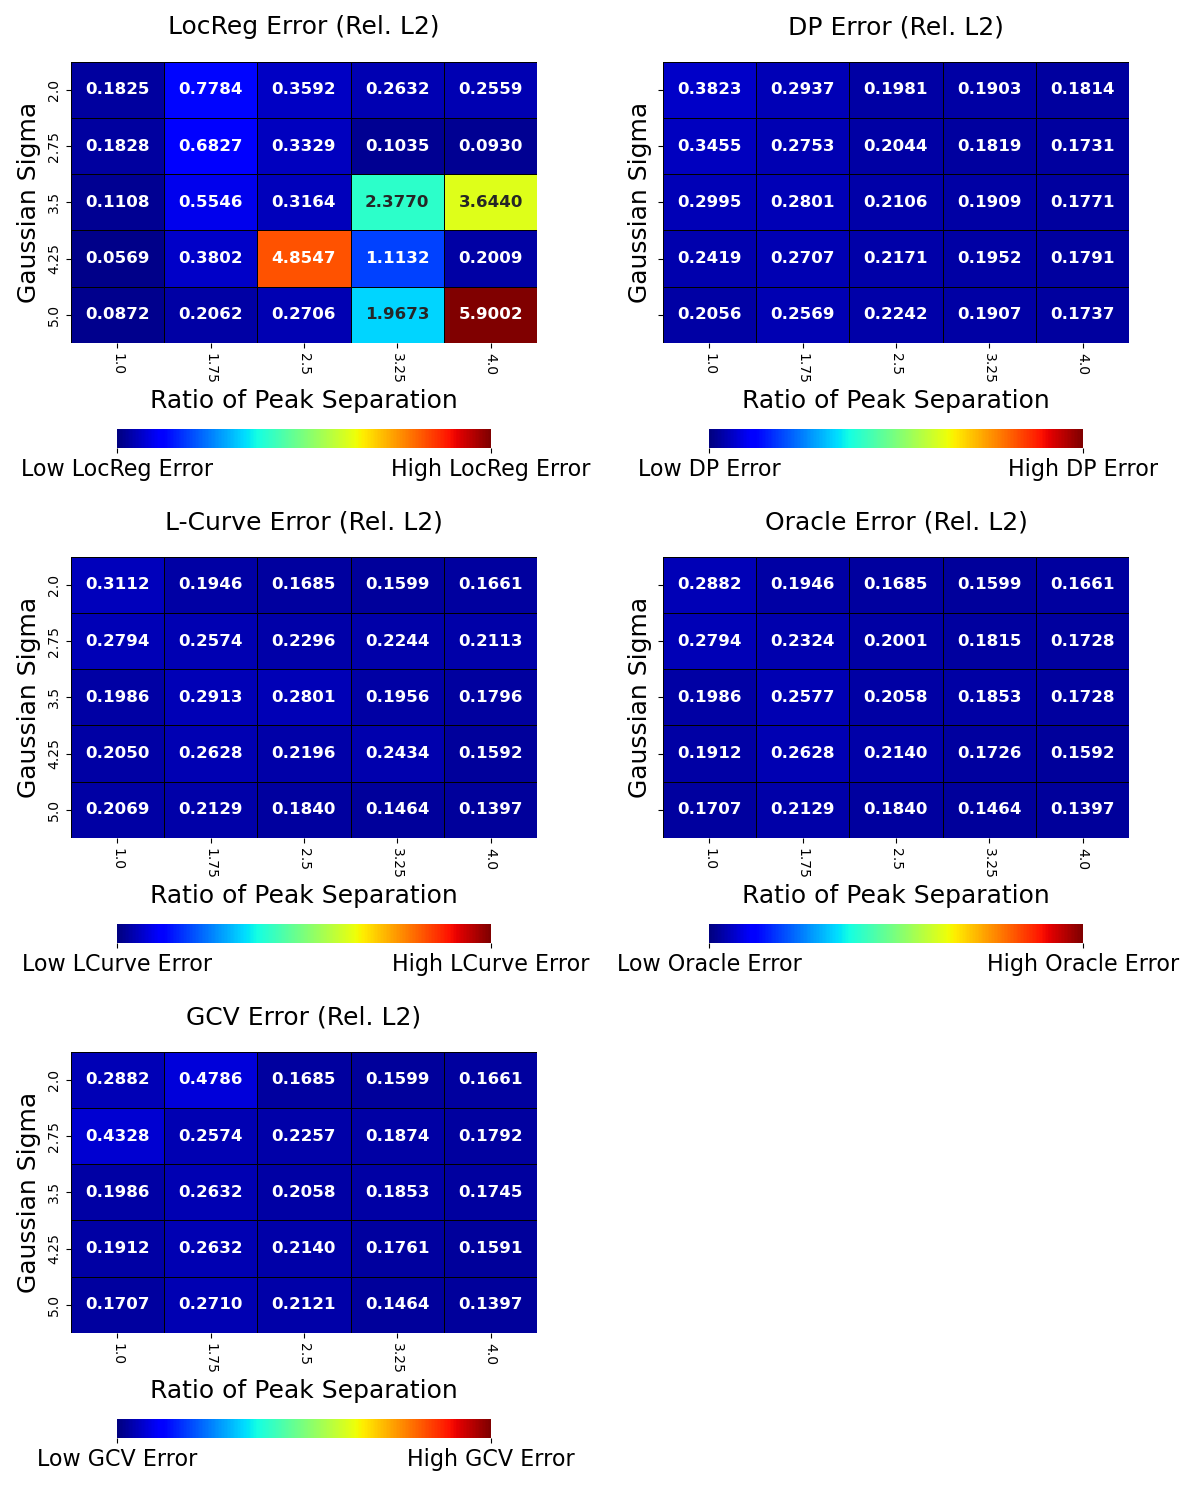 LocReg Error (Rel. L2)
Gaussian Sigma
2.0 0.1825 0.7784 0.3592 0.2632 0.2559
2.75 0.1828 0.6827 0.3329 0.1035 0.0930
3.5 0.1108 0.5546 0.3164 2.3770 3.6440
4.25 0.0569 0.3802 4.8547 1.1132 0.2009
5.0 0.0872 0.2062 0.2706 1.9673 5.9002
1.0 1.75 2.5 3.25 4.0
Ratio of Peak Separation
Low LocReg Error High LocReg Error
DP Error (Rel. L2)
Gaussian Sigma
0.3823 0.2937 0.1981 0.1903 0.1814
0.3455 0.2753 0.2044 0.1819 0.1731
0.2995 0.2801 0.2106 0.1909 0.1771
0.2419 0.2707 0.2171 0.1952 0.1791
0.2056 0.2569 0.2242 0.1907 0.1737
1.0 1.75 2.5 3.25 4.0
Ratio of Peak Separation
Low DP Error High DP Error
L-Curve Error (Rel. L2)
Gaussian Sigma
2.0 0.3112 0.1946 0.1685 0.1599 0.1661
2.75 0.2794 0.2574 0.2296 0.2244 0.2113
3.5 0.1986 0.2913 0.2801 0.1956 0.1796
4.25 0.2050 0.2628 0.2196 0.2434 0.1592
5.0 0.2069 0.2129 0.1840 0.1464 0.1397
1.0 1.75 2.5 3.25 4.0
Ratio of Peak Separation
Low LCurve Error High LCurve Error
Oracle Error (Rel. L2)
Gaussian Sigma
0.2882 0.1946 0.1685 0.1599 0.1661
0.2794 0.2324 0.2001 0.1815 0.1728
0.1986 0.2577 0.2058 0.1853 0.1728
0.1912 0.2628 0.2140 0.1726 0.1592
0.1707 0.2129 0.1840 0.1464 0.1397
1.0 1.75 2.5 3.25 4.0
Ratio of Peak Separation
Low Oracle Error High Oracle Error
GCV Error (Rel. L2)
Gaussian Sigma
2.0 0.2882 0.4786 0.1685 0.1599 0.1661
2.75 0.4328 0.2574 0.2257 0.1874 0.1792
3.5 0.1986 0.2632 0.2058 0.1853 0.1745
4.25 0.1912 0.2632 0.2140 0.1761 0.1591
5.0 0.1707 0.2710 0.2121 0.1464 0.1397
1.0 1.75 2.5 3.25 4.0
Ratio of Peak Separation
Low GCV Error High GCV Error